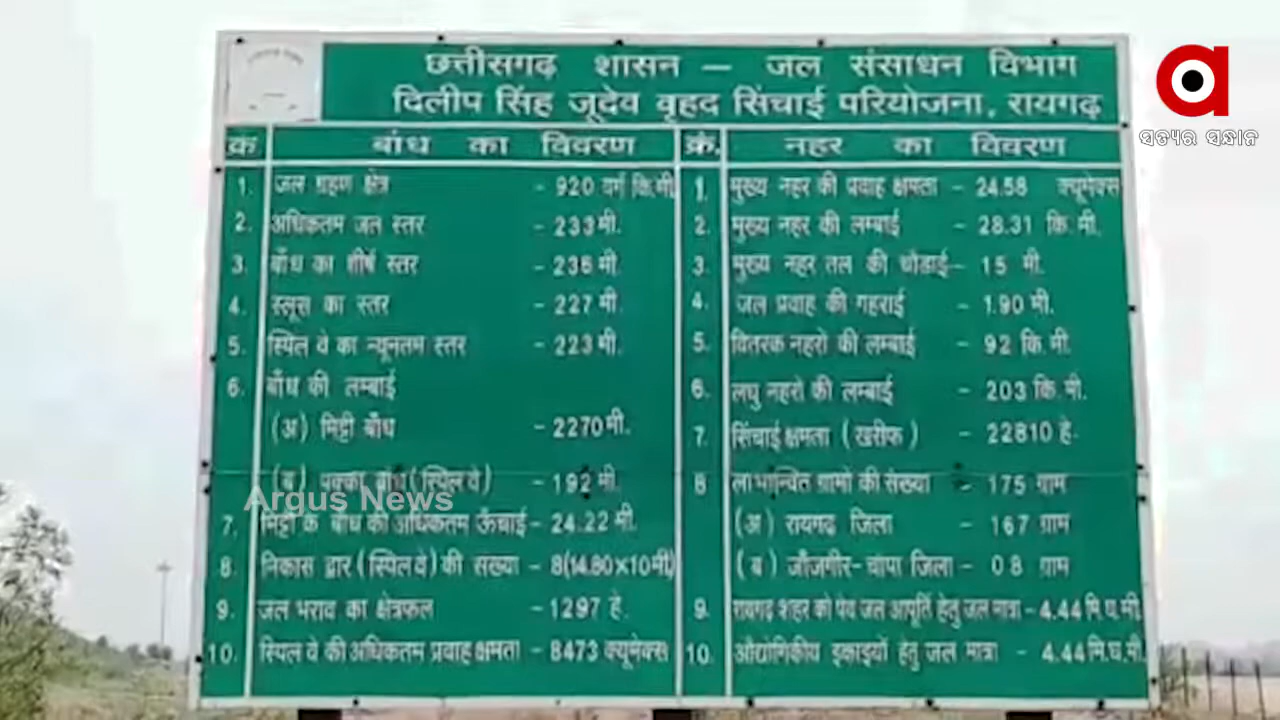 छत्तीसगढ़ शासन – जल संसाधन विभाग
दिलीप सिंह जूदेव वृहद सिंचाई परियोजना, रायगढ़
क्र बांध का विवरण
1. जल ग्रहण क्षेत्र - 920 वर्ग कि.मी.
2. अधिकतम जल स्तर - 233 मी.
3. बाँध का शीर्ष स्तर - 236 मी.
4. स्लूस का स्तर - 227 मी.
5. स्पिल वे का न्यूनतम स्तर - 223 मी.
6. बाँध की लम्बाई
(अ) मिट्टी बाँध - 2270 मी.
(ब) पक्का बाँध (स्पिल वे) - 192 मी.
7. मिट्टी के बाँध की अधिकतम ऊँचाई - 24.22 मी.
8. निकास द्वार (स्पिल वे) की सख्या - 8(14.80×10 मी)
9. जल भराव का क्षेत्रफल - 1297 हे.
10. स्पिल वे की अधिकतम प्रवाह क्षमता - 8473 क्यूमेक्स
क्रं. नहर का विवरण
1. मुख्य नहर की प्रवाह क्षमता - 24.58 क्यूमेक्स
2. मुख्य नहर की लम्बाई - 28.31 कि.मी.
3. मुख्य नहर तल की चौडाई - 15 मी.
4. जल प्रवाह की गहराई - 1.90 मी.
5. वितरक नहरो की लम्बाई - 92 कि.मी.
6. लघु नहरो की लम्बाई - 203 कि.मी.
7. सिंचाई क्षमता (खरीफ) - 22810 हे.
8 लाभान्वित ग्रामो की संख्या - 175 ग्राम
(अ) रायगढ़ जिला - 167 ग्राम
(ब) जाँजगीर-चांपा जिला - 08 ग्राम
9. रायगढ़ शहर को पेय जल आपूर्ति हेतु जल मात्रा - 4.44 मि.घ.मी.
10. औद्योगिकीय इकाइयों हेतु जल मात्रा - 4.44 मि.घ.मी.
Argus News
ସତ୍ୟର ସନ୍ଧାନ